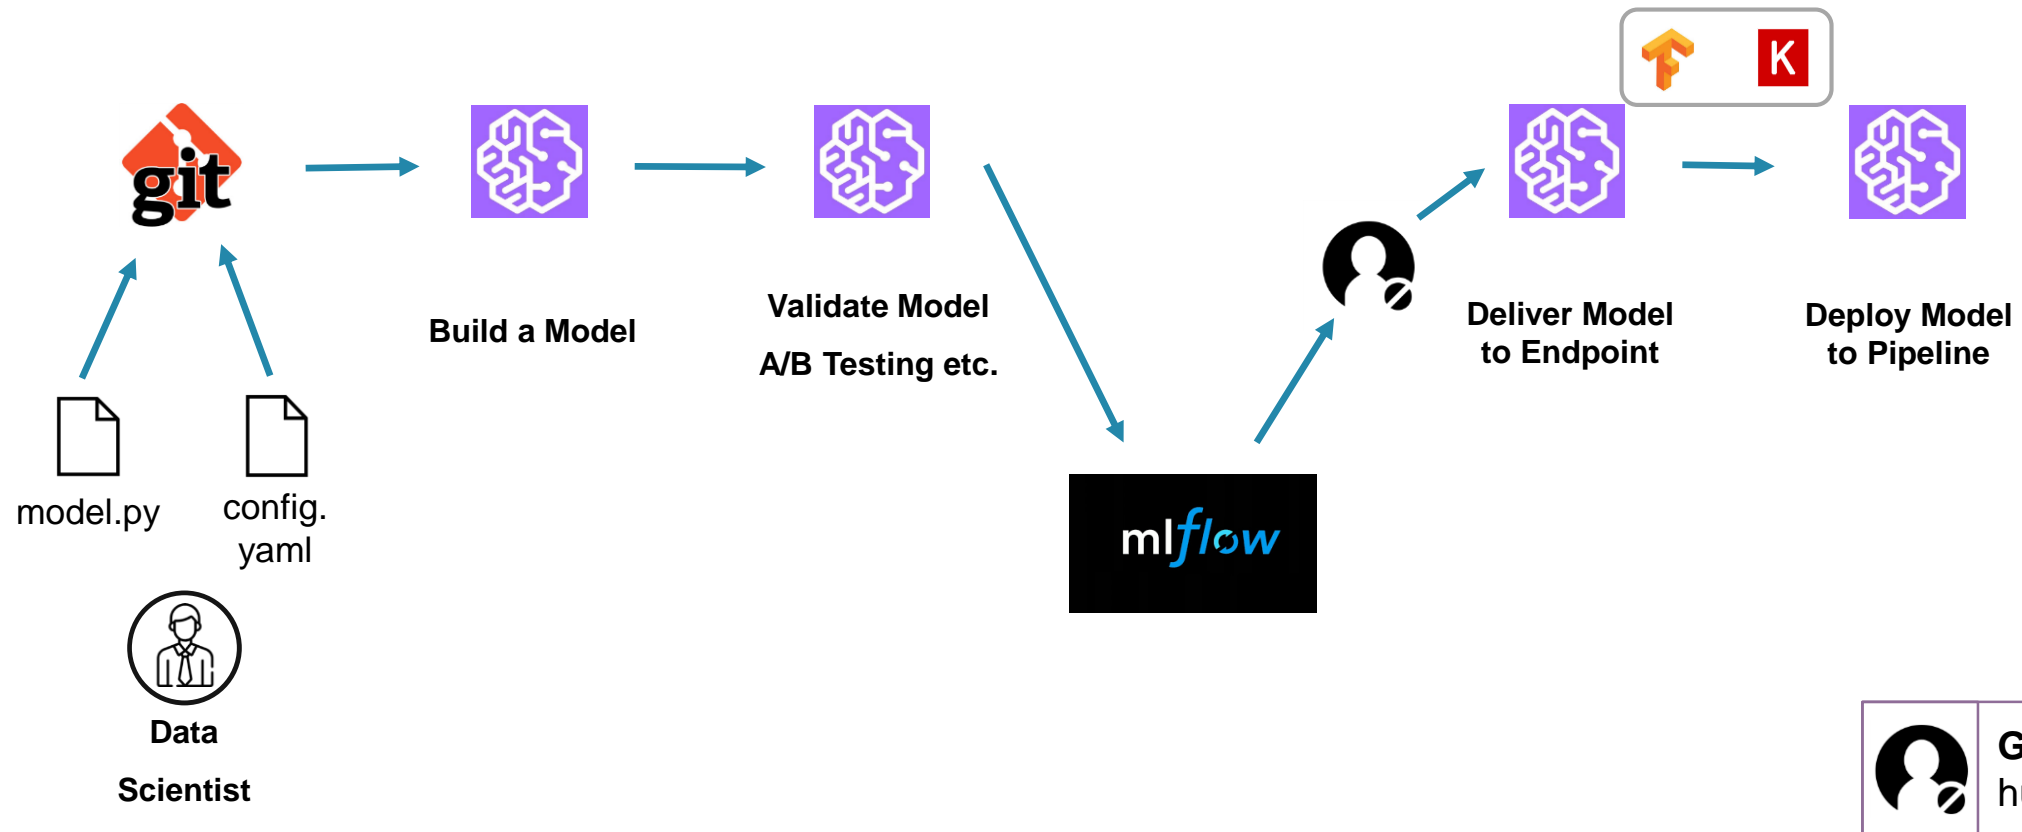 git
K
Build a Model
Validate Model
A/B Testing etc.
Deliver Model
to Endpoint
Deploy Model
to Pipeline
model.py
config.
yaml
mlflow
Data
Scientist